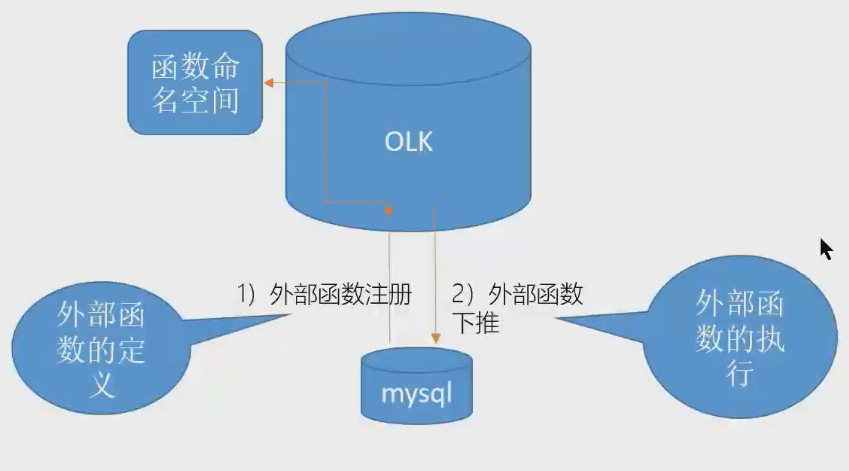 函数命
名空间
OLK
1）外部函数注册
2）外部函数
下推
外部函
数的定
义
外部函
数的执
行
mysql